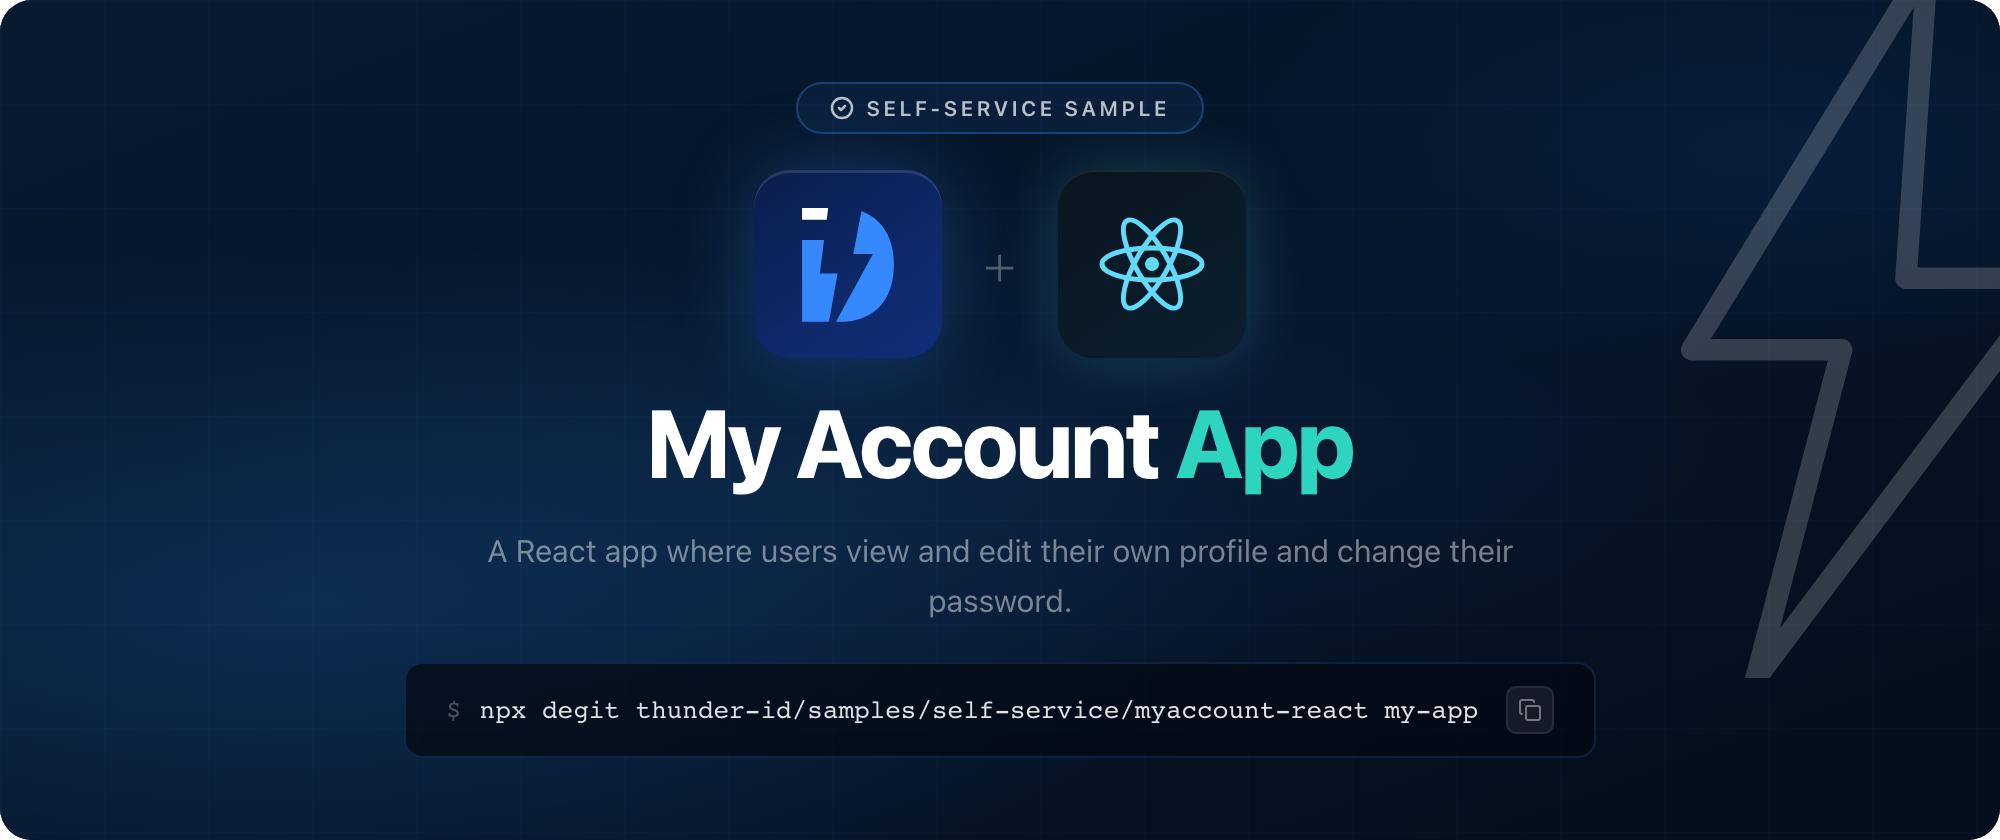 SELF-SERVICE SAMPLE
My Account App
A React app where users view and edit their own profile and change their
password.
$ npx degit thunder-id/samples/self-service/myaccount-react my-app